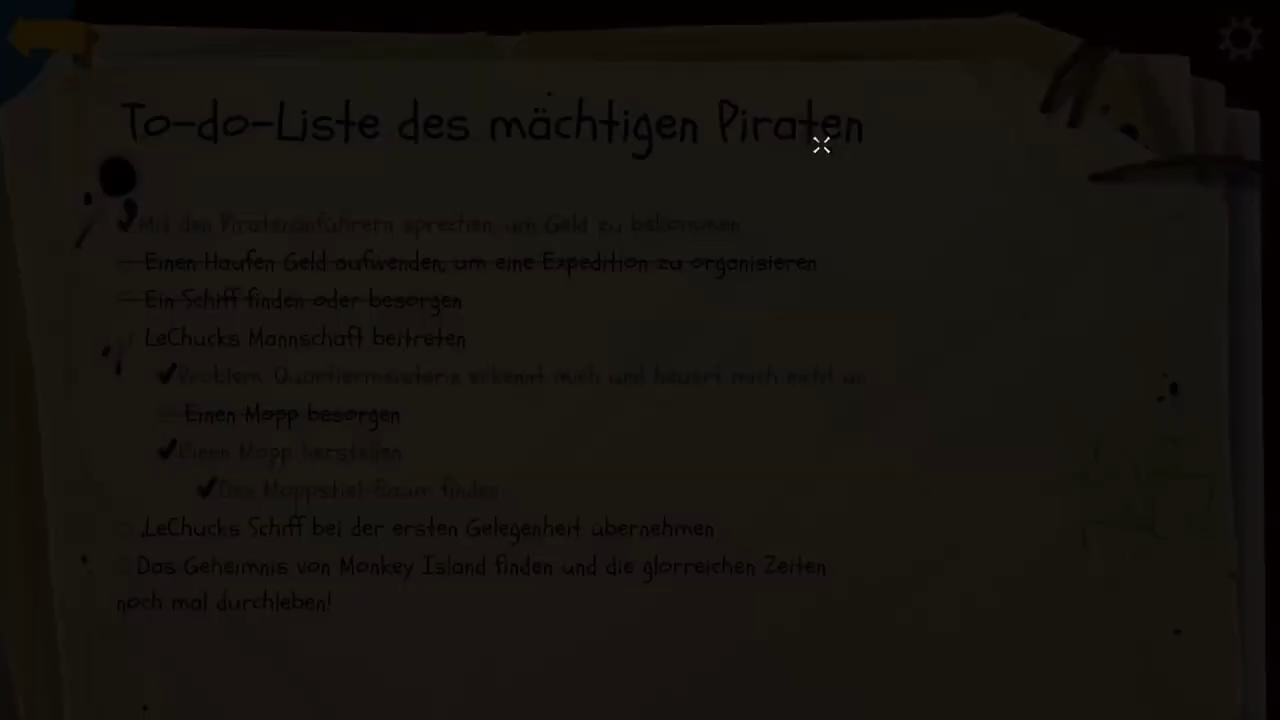 To-do-Liste des mächtigen Piraten
Mit den Piratenanführern sprechen, um Geld zu bekommen
Einen Haufen Geld aufwenden, um eine Expedition zu organisieren
Ein Schiff finden oder besorgen
LeChucks Mannschaft beitreten
Problem: Quartiermeisterin erkennt mich und heuert mich nicht an
Einen Mopp besorgen
Einen Mopp herstellen
Den Moppstiel-Baum finden
LeChucks Schiff bei der ersten Gelegenheit übernehmen
Das Geheimnis von Monkey Island finden und die glorreichen Zeiten
noch mal durchleben!